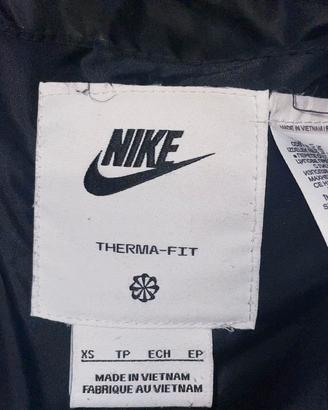 NIKE
THERMA-FIT
XS TP ECH EP
MADE IN VIETNAM
FABRIQUE AU VIETNAM
MADE IN VIETNAM